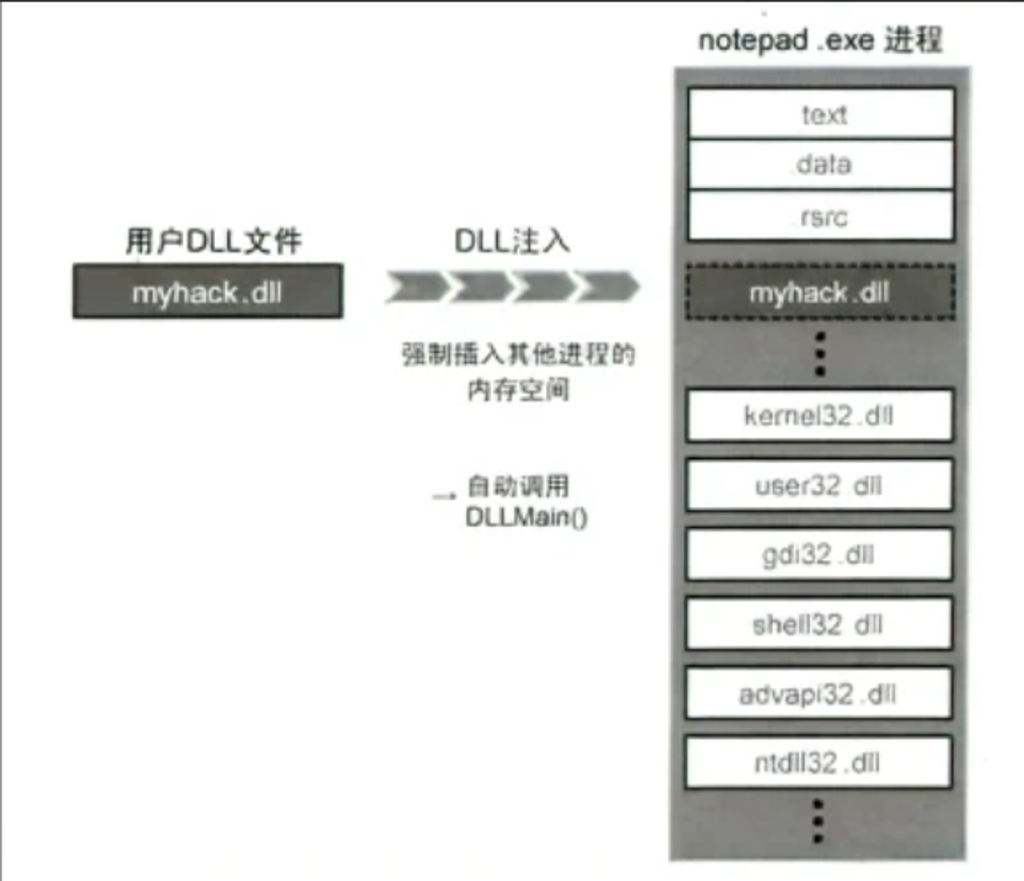 notepad .exe 进程
text
.data
.rsrc
用户DLL文件
myhack.dll
DLL注入
强制插入其他进程的
内存空间
→ 自动调用
DLLMain()
myhack.dll
kernel32.dll
user32.dll
gdi32.dll
shell32 dll
advapi32.dll
ntdll32.dll